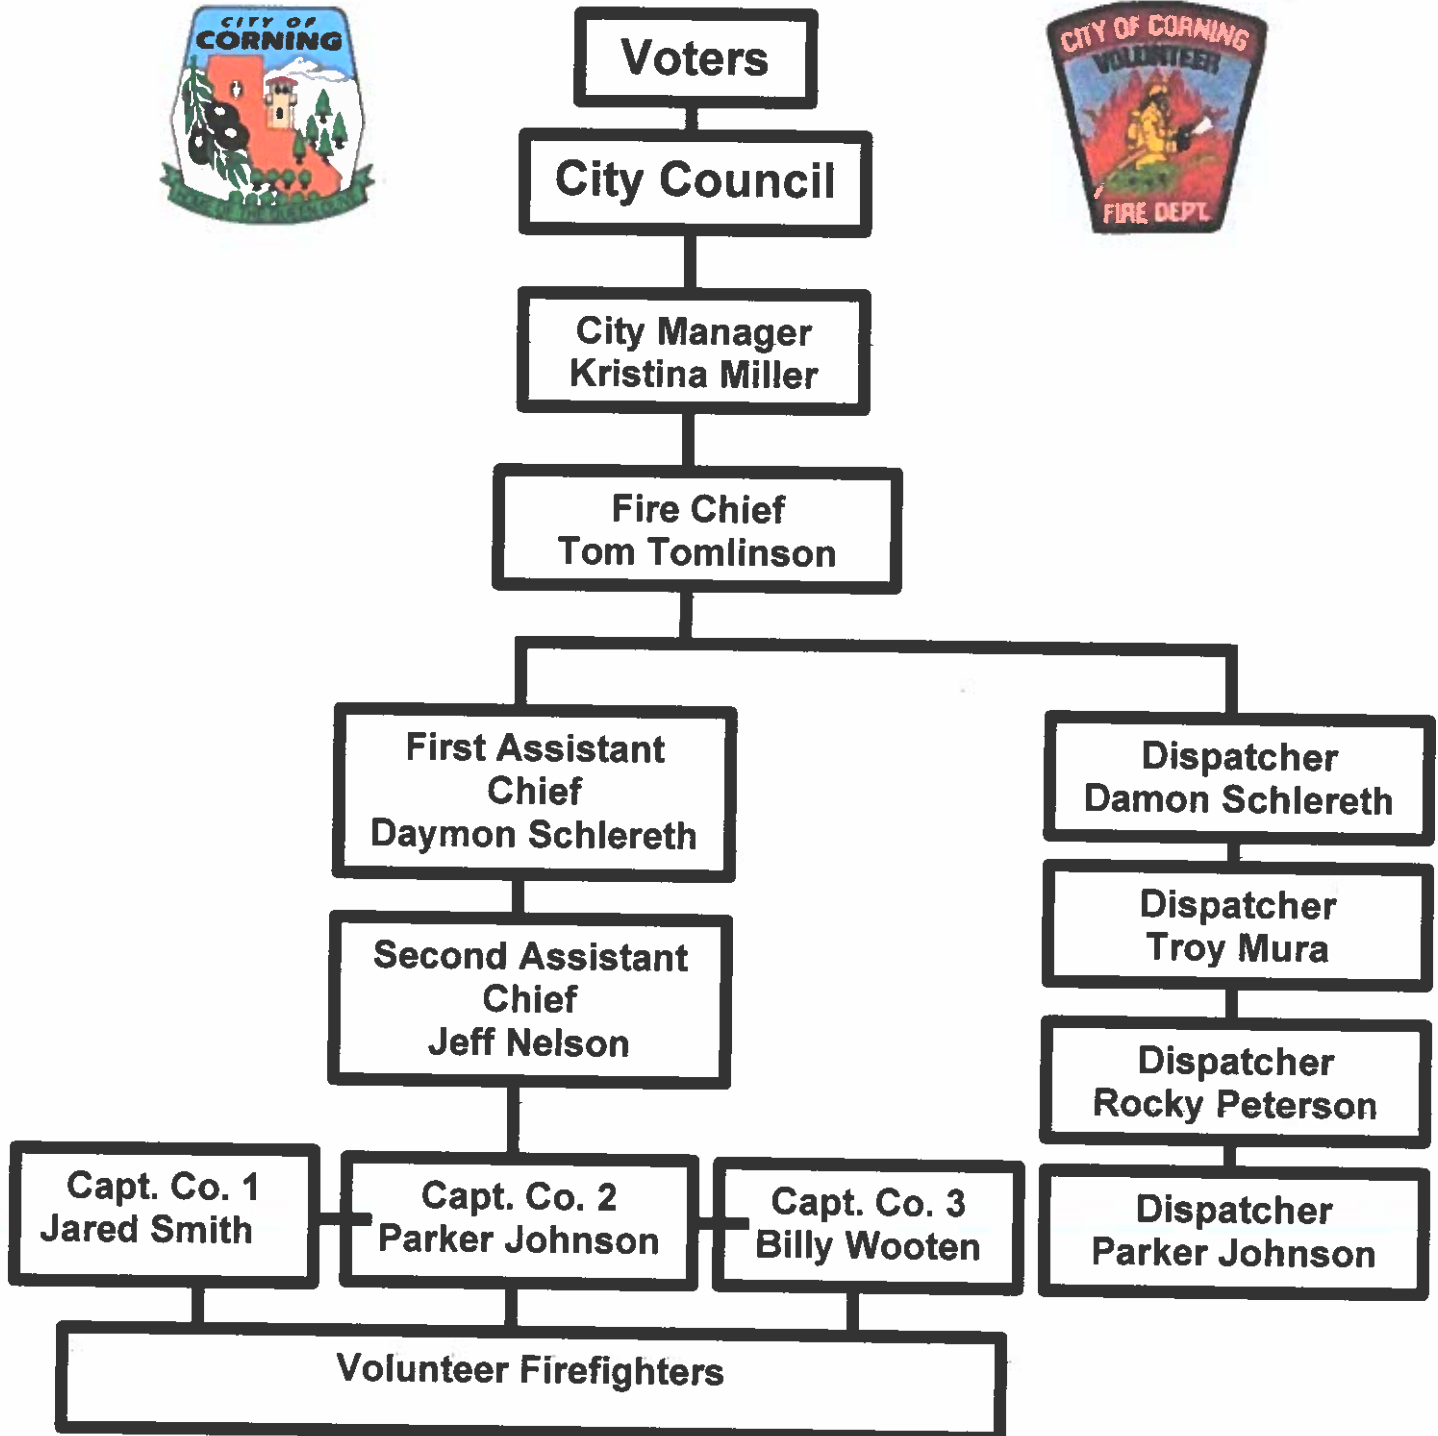 CITY OF
CORNING
Voters
CITY OF CORNING
VOLUNTEER
FIRE DEPT.
City Council
City Manager
Kristina Miller
Fire Chief
Tom Tomlinson
First Assistant
Chief
Daymon Schlereth
Second Assistant
Chief
Jeff Nelson
Capt. Co. 1
Jared Smith
Capt. Co. 2
Parker Johnson
Capt. Co. 3
Billy Wooten
Volunteer Firefighters
Dispatcher
Damon Schlereth
Dispatcher
Troy Mura
Dispatcher
Rocky Peterson
Dispatcher
Parker Johnson